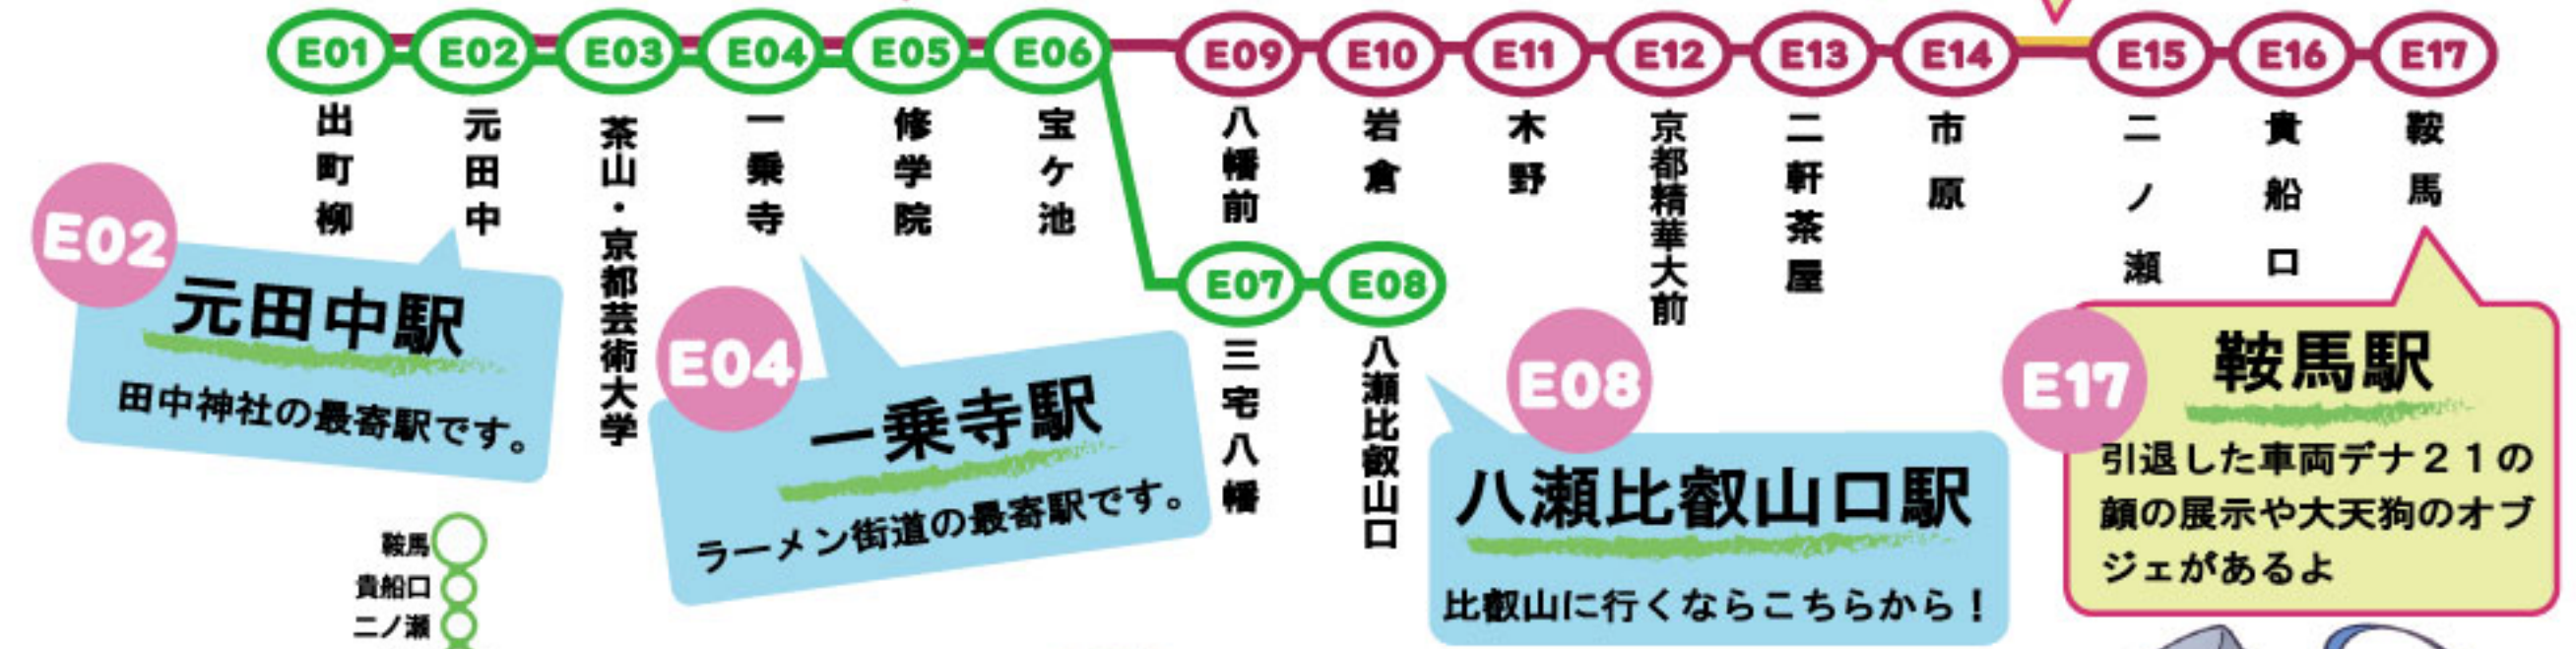 E01
E02
E03
E04
E05
E06
E09
E10
E11
E12
E13
E14
E15
E16
E17
出町柳
元田中
茶山・京都芸術大学
一乗寺
修学院
宝ケ池
八幡前
岩倉
木野
京都精華大前
二軒茶屋
市原
二ノ瀬
貴船口
鞍馬
E07
E08
三宅八幡
八瀬比叡山口
E02
元田中駅
田中神社の最寄駅です。
E04
一乗寺駅
ラーメン街道の最寄駅です。
E08
八瀬比叡山口駅
比叡山に行くならこちらから！
E17
鞍馬駅
引退した車両デナ２１の
顔の展示や大天狗のオブ
ジェがあるよ
鞍馬
貴船口
二ノ瀬